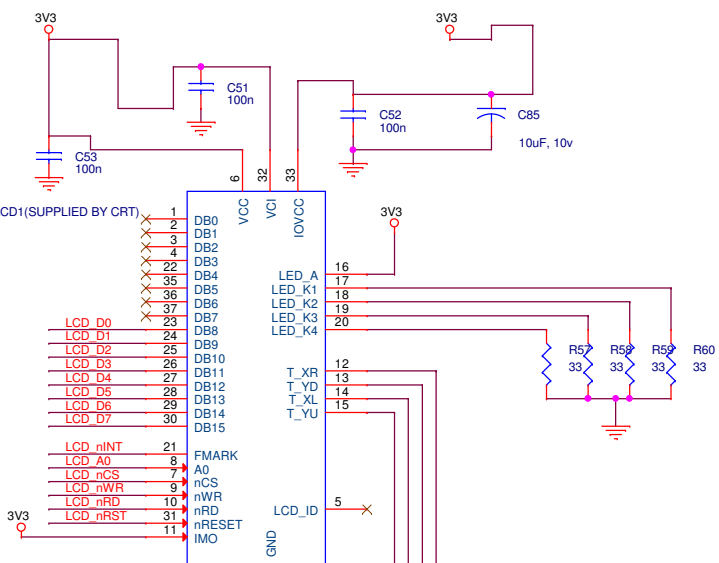 3V3
3V3
C51
100n
C52
100n
C85
10uF, 10v
C53
100n
6
32
33
CD1(SUPPLIED BY CRT)
VCC
VCI
IOVCC
3V3
1 DB0
2 DB1
3 DB2
4 DB3
22 DB4
35 DB5
36 DB6
37 DB7
LCD_D0 23 DB8
LCD_D1 24 DB9
LCD_D2 25 DB10
LCD_D3 26 DB11
LCD_D4 27 DB12
LCD_D5 28 DB13
LCD_D6 29 DB14
LCD_D7 30 DB15
LED_A 16
LED_K1 17
LED_K2 18
LED_K3 19
LED_K4 20
R57
33
R58
33
R59
33
R60
33
T_XR 12
T_YD 13
T_XL 14
T_YU 15
LCD_nINT 21 FMARK
LCD_A0 8 A0
LCD_nCS 7 nCS
LCD_nWR 9 nWR
LCD_nRD 10 nRD
LCD_nRST 31 nRESET
3V3 11 IMO
LCD_ID 5
GND